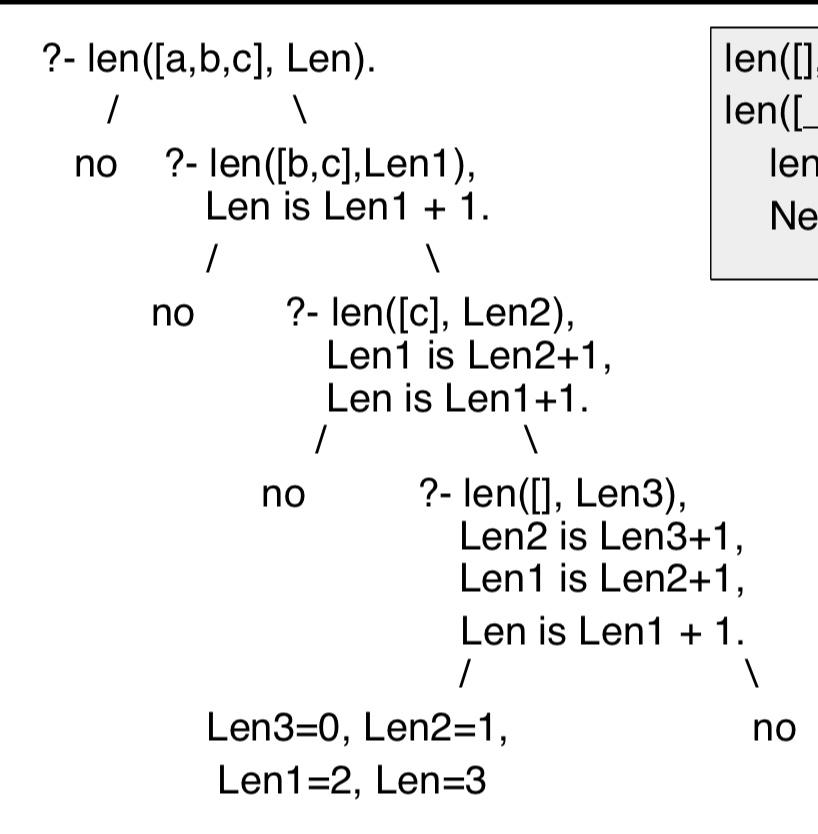 ?- len([a,b,c], Len).
/ \
no ?- len([b,c],Len1),
Len is Len1 + 1.
/ \
no ?- len([c], Len2),
Len1 is Len2+1,
Len is Len1+1.
/ \
no ?- len([], Len3),
Len2 is Len3+1,
Len1 is Len2+1,
Len is Len1 + 1.
/ \
Len3=0, Len2=1, no
Len1=2, Len=3
len([],
len([_
len
Ne